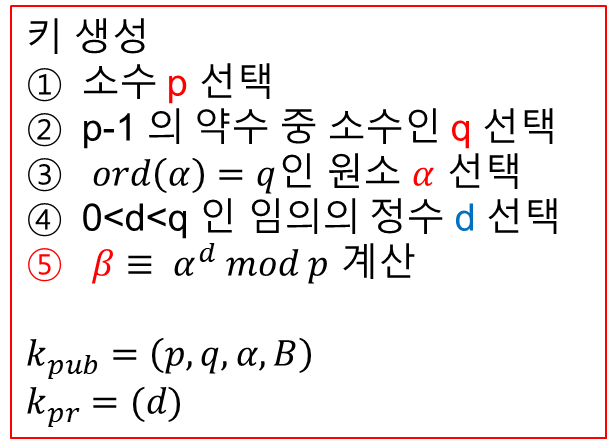 키 생성
① 소수 p 선택
② p-1 의 약수 중 소수인 q 선택
③ 𝑜𝑟𝑑(𝛼) = 𝑞인 원소 𝛼 선택
④ 0<d<q 인 임의의 정수 d 선택
⑤ 𝛽 ≡ 𝛼^𝑑 𝑚𝑜𝑑 𝑝 계산
𝑘_𝑝𝑢𝑏 = (𝑝, 𝑞, 𝛼, 𝐵)
𝑘_𝑝𝑟 = (𝑑)